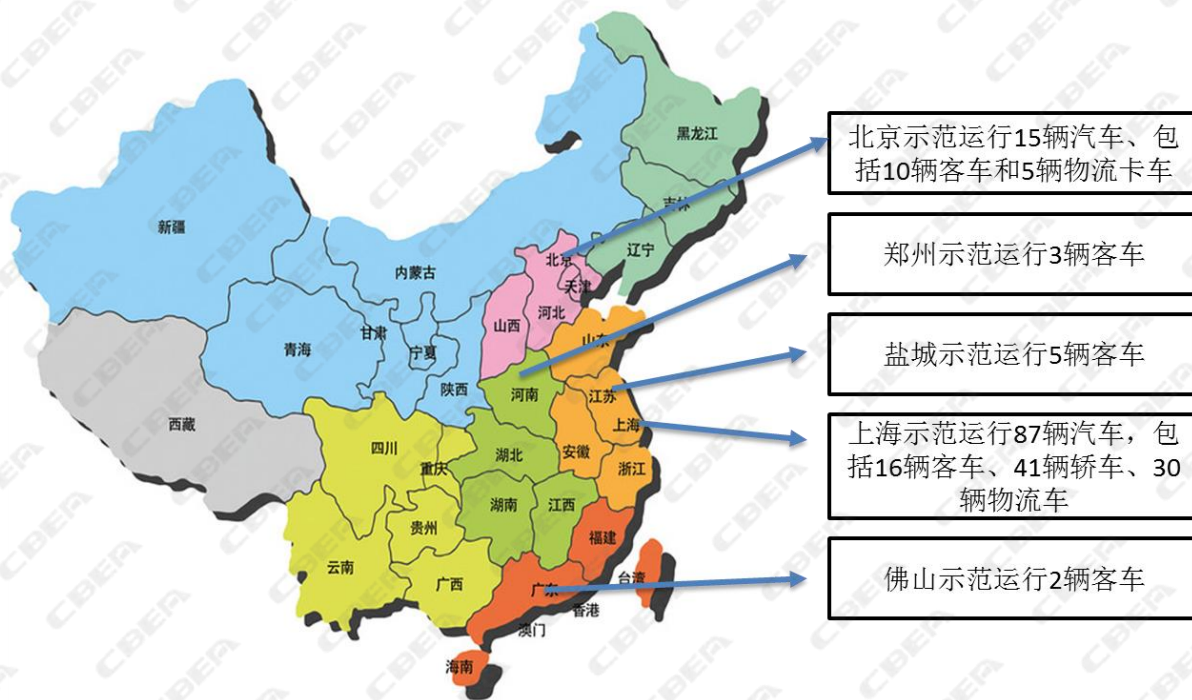 黑龙江
吉林
辽宁
新疆
内蒙古
北京
天津
河北
山西
甘肃
宁夏
青海
陕西
山东
河南
江苏
上海
安徽
浙江
西藏
四川
重庆
湖北
湖南
江西
贵州
福建
云南
广西
广东
台湾
香港
澳门
海南
北京示范运行15辆汽车、包
括10辆客车和5辆物流卡车
郑州示范运行3辆客车
盐城示范运行5辆客车
上海示范运行87辆汽车，包
括16辆客车、41辆轿车、30
辆物流车
佛山示范运行2辆客车
CBEA